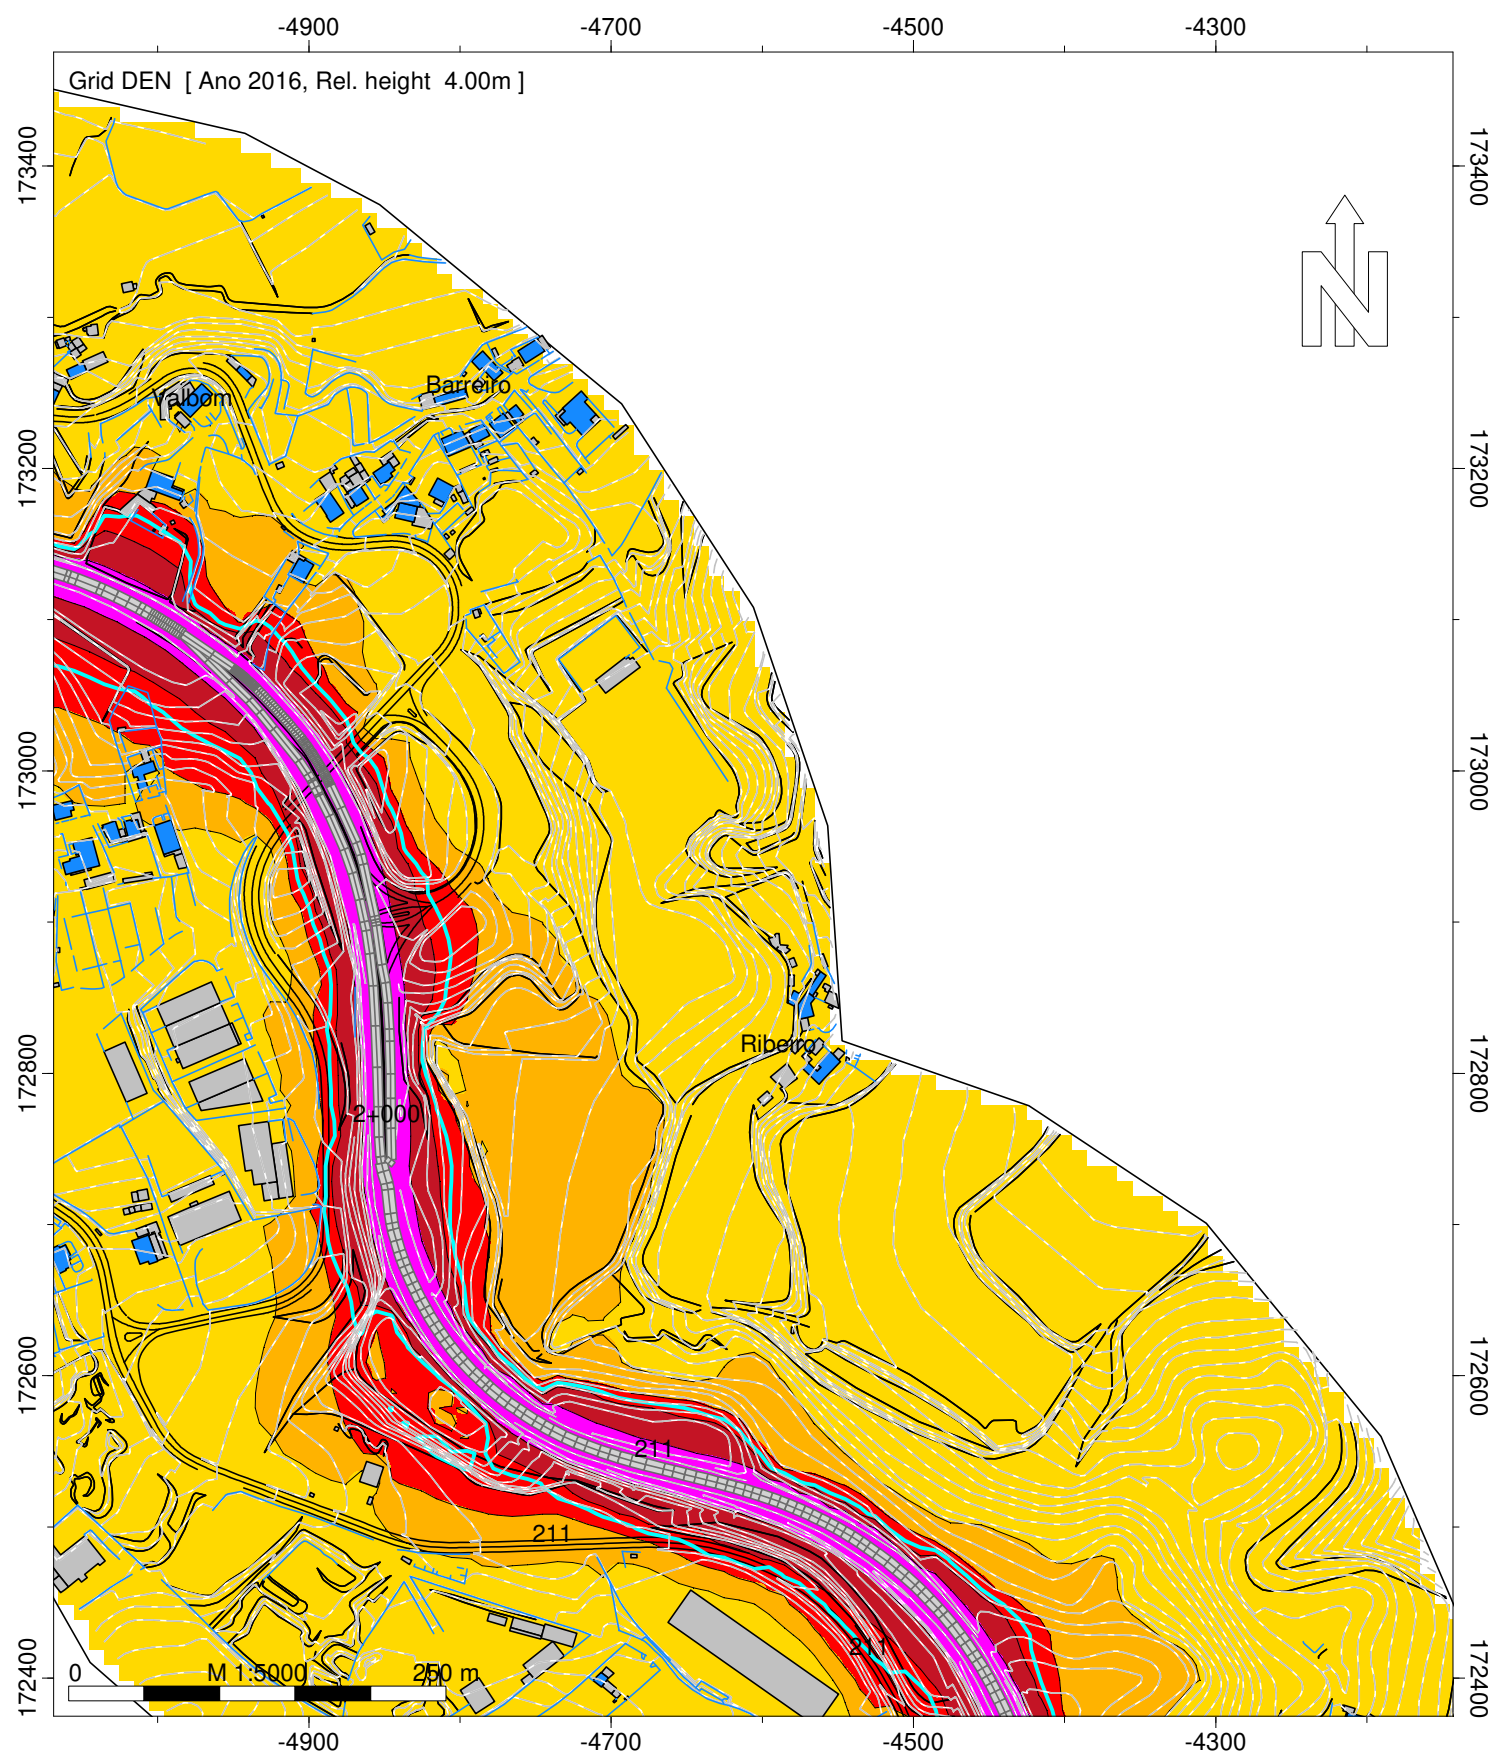 -4900 -4700 -4500 -4300
Grid DEN [ Ano 2016, Rel. height 4.00m ]
173400 173400
N
Barreiro
Valbom
173200 173200
173000 173000
Ribeiro
172800 172800
2+000
172600 172600
211
211
211
172400 172400
0 M 1:5000 250 m
-4900 -4700 -4500 -4300